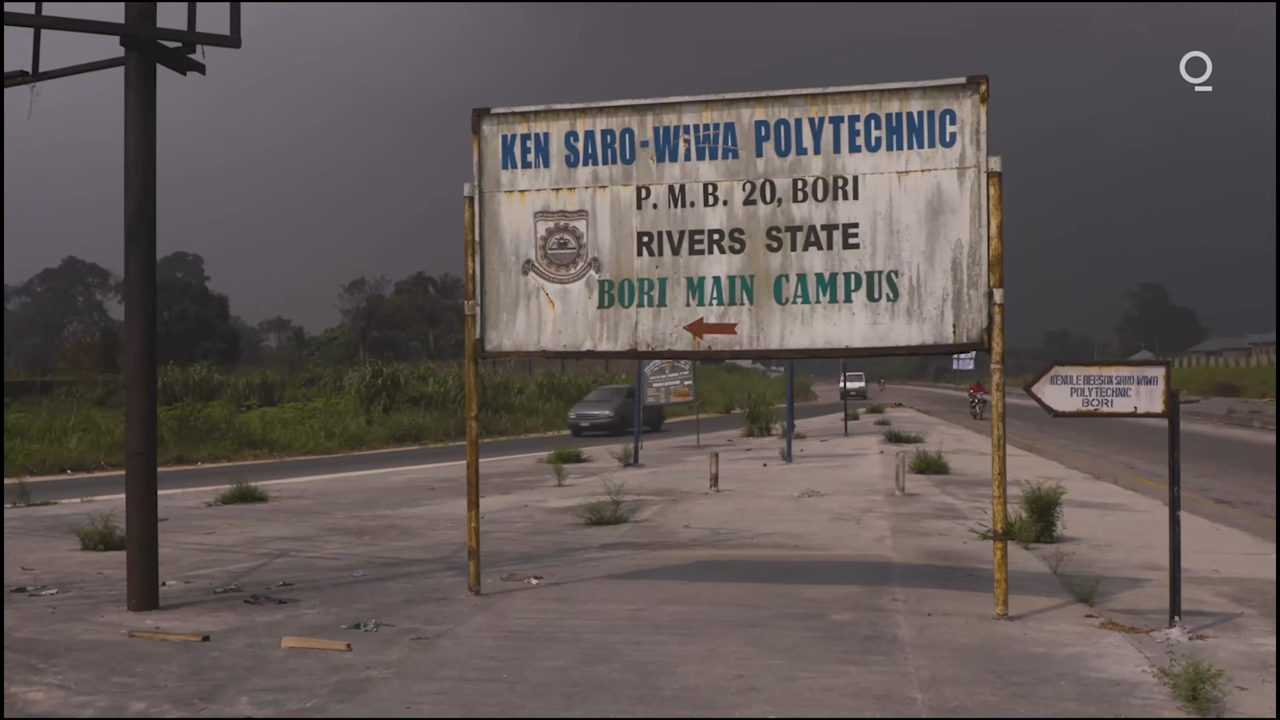 KEN SARO-WIWA POLYTECHNIC
P. M. B. 20, BORI
RIVERS STATE
BORI MAIN CAMPUS
KENULE BEESON SARO-WIWA
POLYTECHNIC
BORI